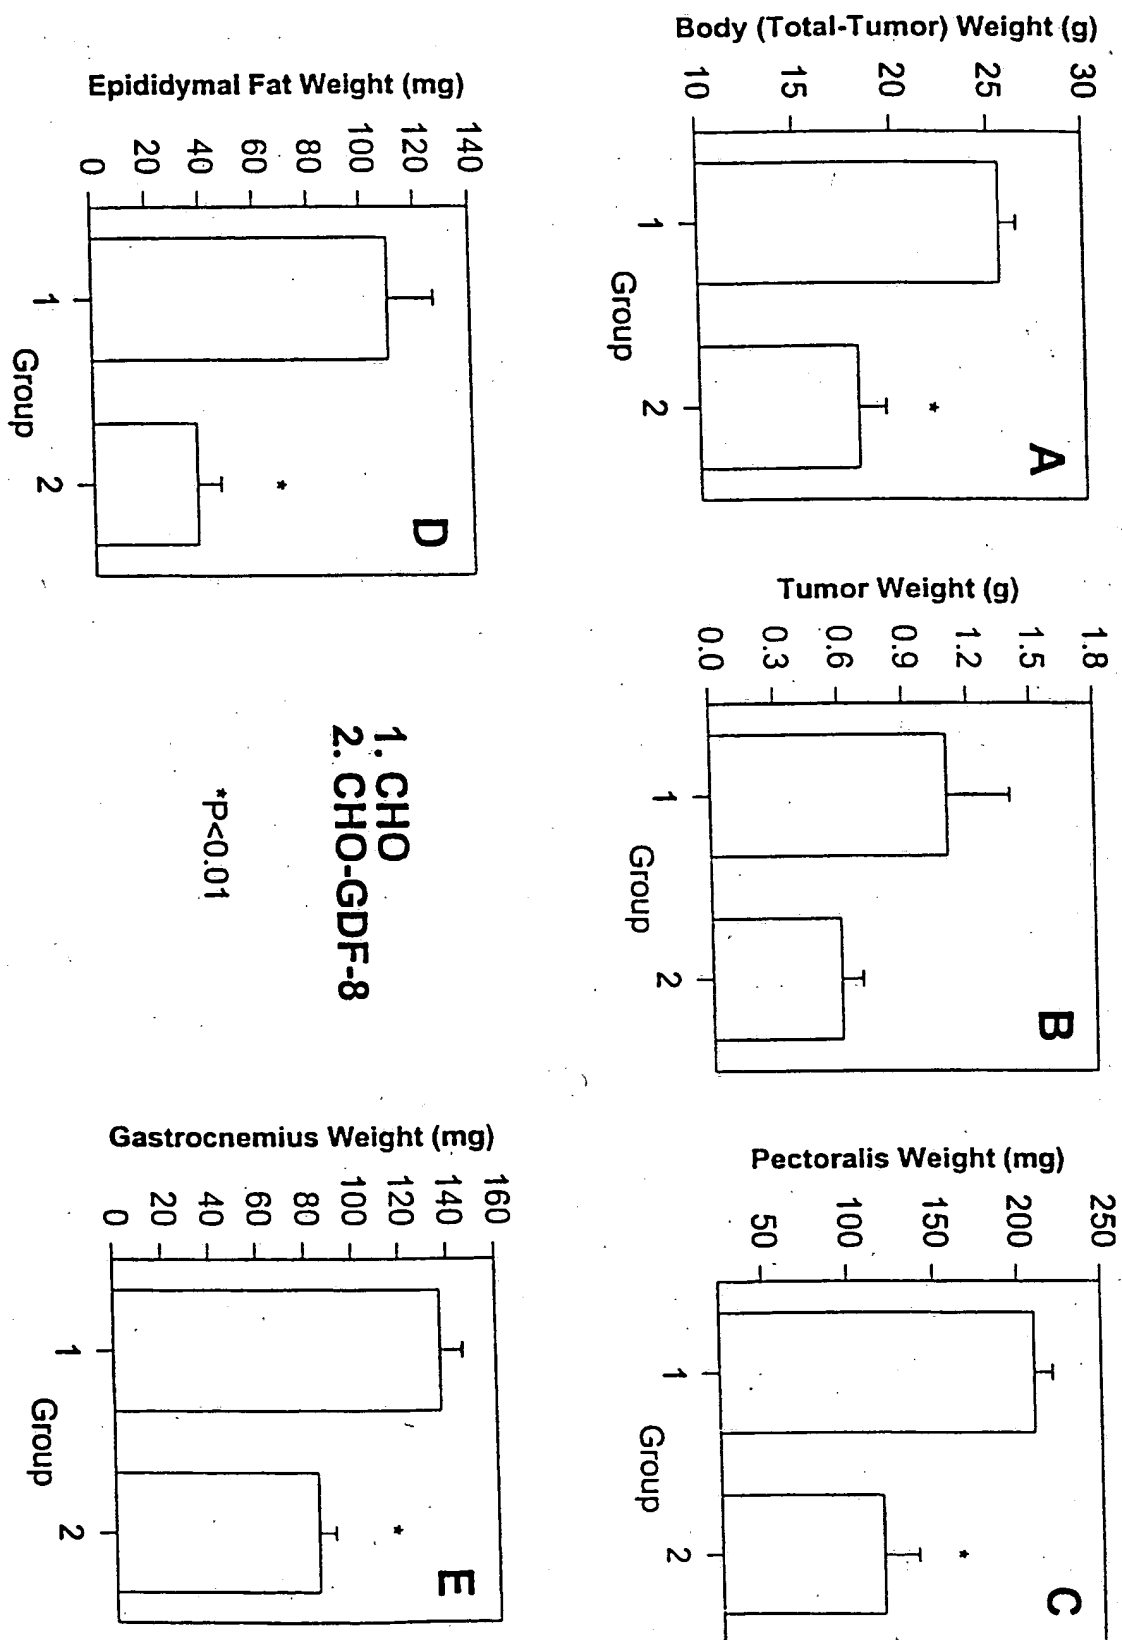 Body (Total-Tumor) Weight (g)
30
25
20
15
10
1
2
Group
A
Tumor Weight (g)
1.8
1.5
1.2
0.9
0.6
0.3
0.0
1
2
Group
B
Pectoralis Weight (mg)
250
200
150
100
50
1
2
Group
*
*
C
Epididymal Fat Weight (mg)
140
120
100
80
60
40
20
0
1
2
Group
*
D
1. CHO
2. CHO-GDF-8
*P<0.01
Gastrocnemius Weight (mg)
160
140
120
100
80
60
40
20
0
1
2
Group
*
E